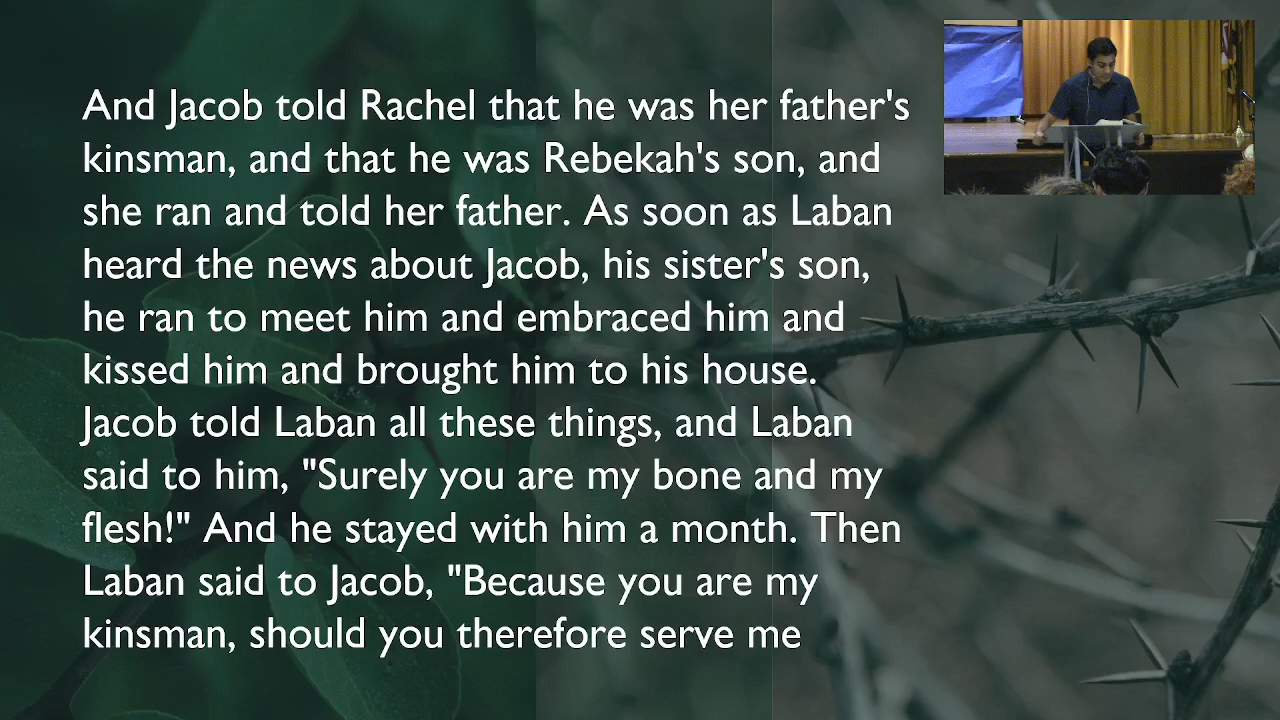 And Jacob told Rachel that he was her father's
kinsman, and that he was Rebekah's son, and
she ran and told her father. As soon as Laban
heard the news about Jacob, his sister's son,
he ran to meet him and embraced him and
kissed him and brought him to his house.
Jacob told Laban all these things, and Laban
said to him, "Surely you are my bone and my
flesh!" And he stayed with him a month. Then
Laban said to Jacob, "Because you are my
kinsman, should you therefore serve me